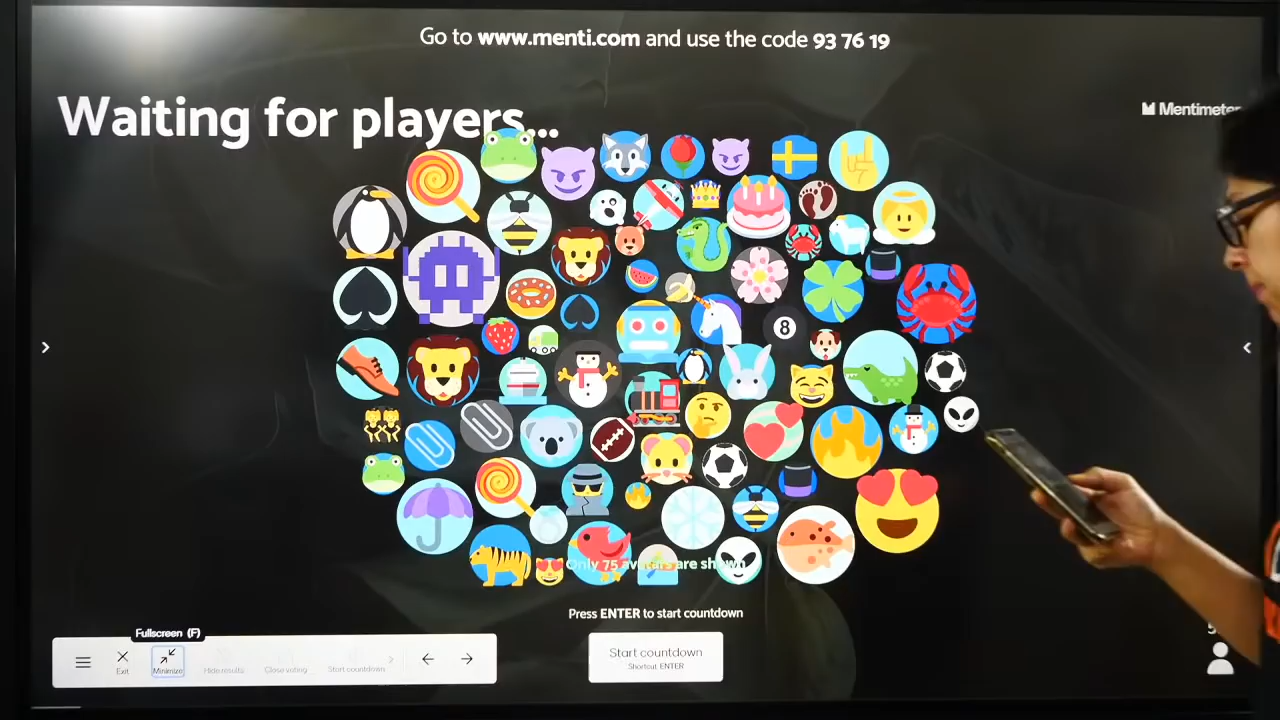 Go to www.menti.com and use the code 93 76 19
Waiting for players...
Mentimeter
8
Only 75 avatars are shown
Press ENTER to start countdown
Fullscreen (F)
Exit
Minimize
Hide results
Close voting
Start countdown
Start countdown
Shortcut ENTER